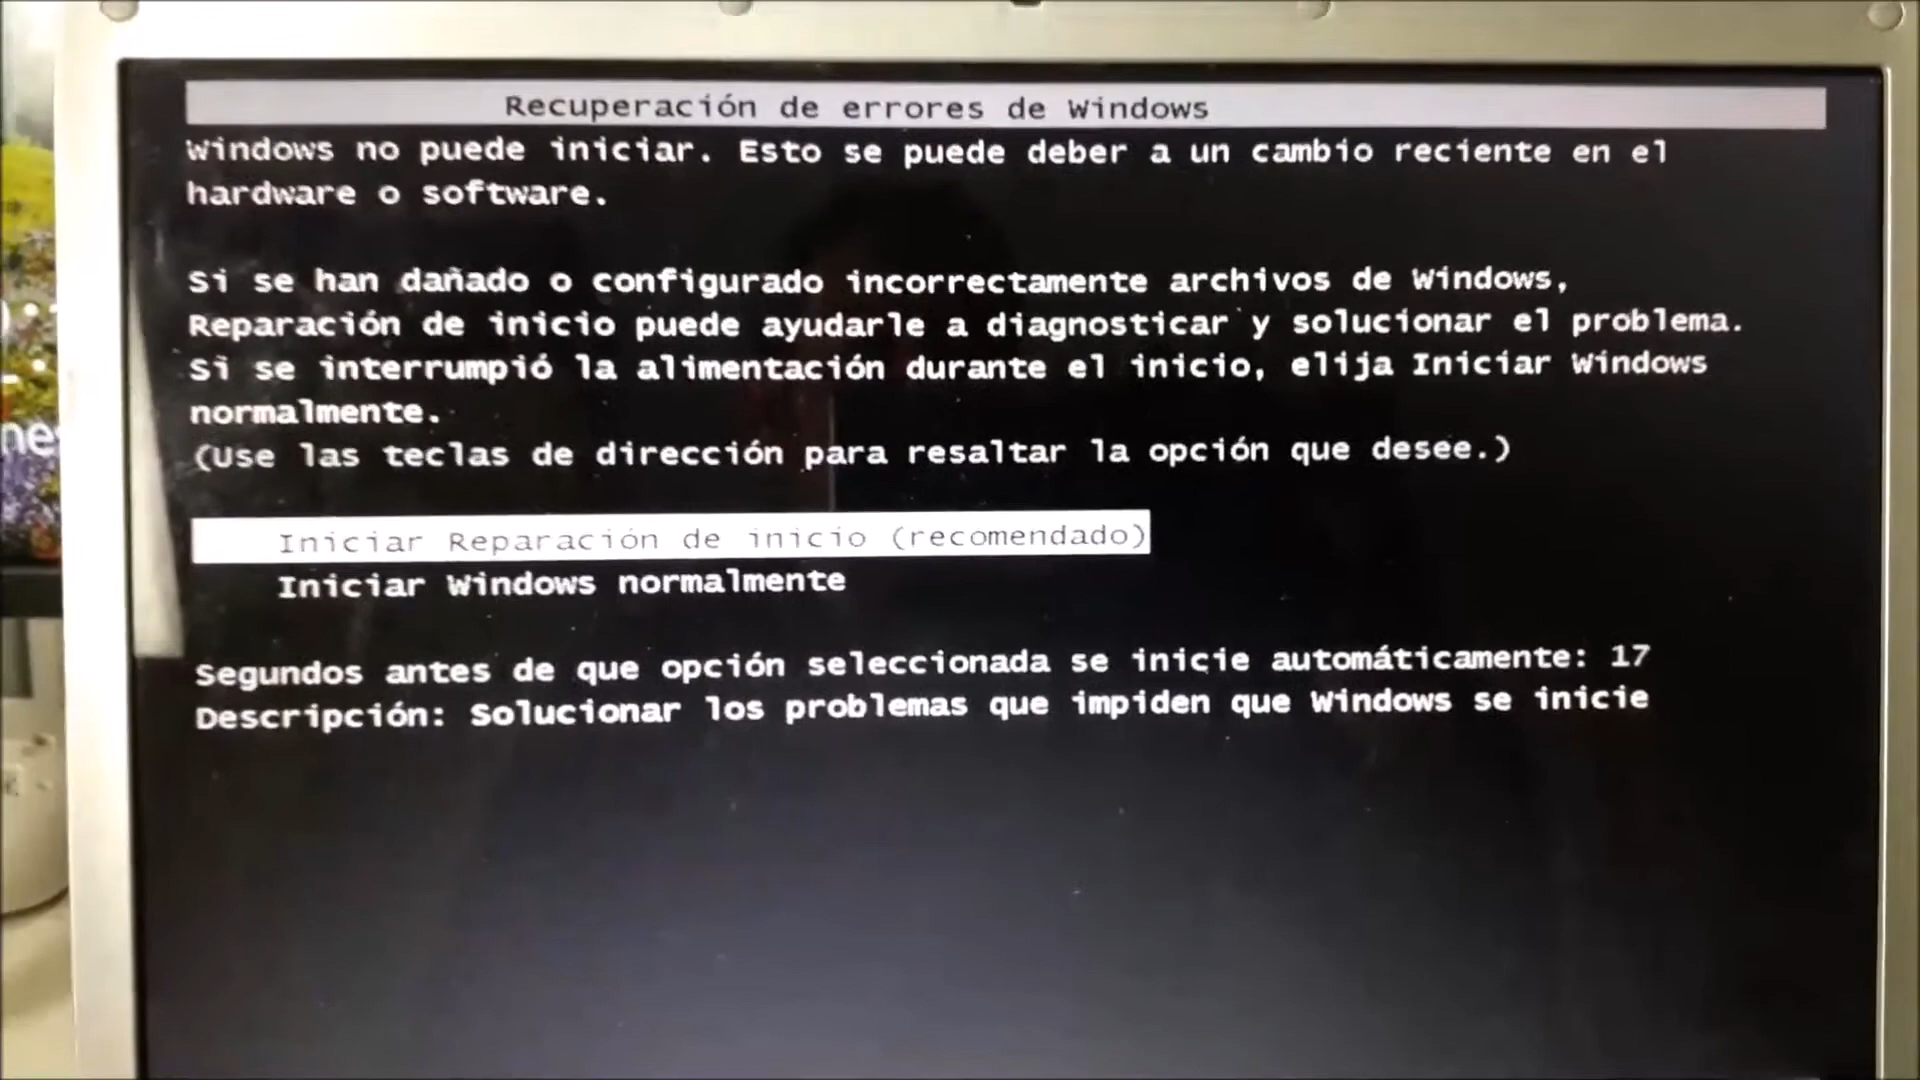 Recuperación de errores de Windows
Windows no puede iniciar. Esto se puede deber a un cambio reciente en el
hardware o software.
Si se han dañado o configurado incorrectamente archivos de Windows,
Reparación de inicio puede ayudarle a diagnosticar y solucionar el problema.
Si se interrumpió la alimentación durante el inicio, elija Iniciar Windows
normalmente.
(Use las teclas de dirección para resaltar la opción que desee.)
Iniciar Reparación de inicio (recomendado)
Iniciar Windows normalmente
Segundos antes de que opción seleccionada se inicie automáticamente: 17
Descripción: Solucionar los problemas que impiden que Windows se inicie